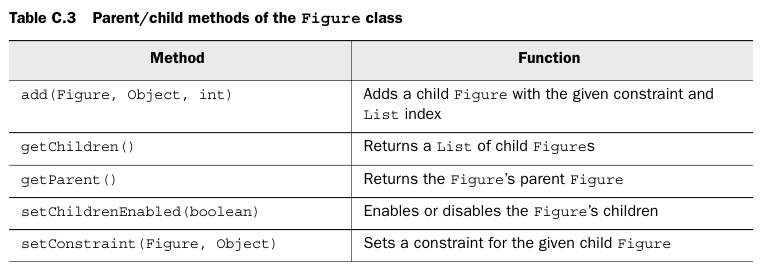 Table C.3 Parent/child methods of the Figure class
Method Function
add(Figure, Object, int) Adds a child Figure with the given constraint and
List index
getChildren() Returns a List of child Figures
getParent() Returns the Figure's parent Figure
setChildrenEnabled(boolean) Enables or disables the Figure's children
setConstraint(Figure, Object) Sets a constraint for the given child Figure